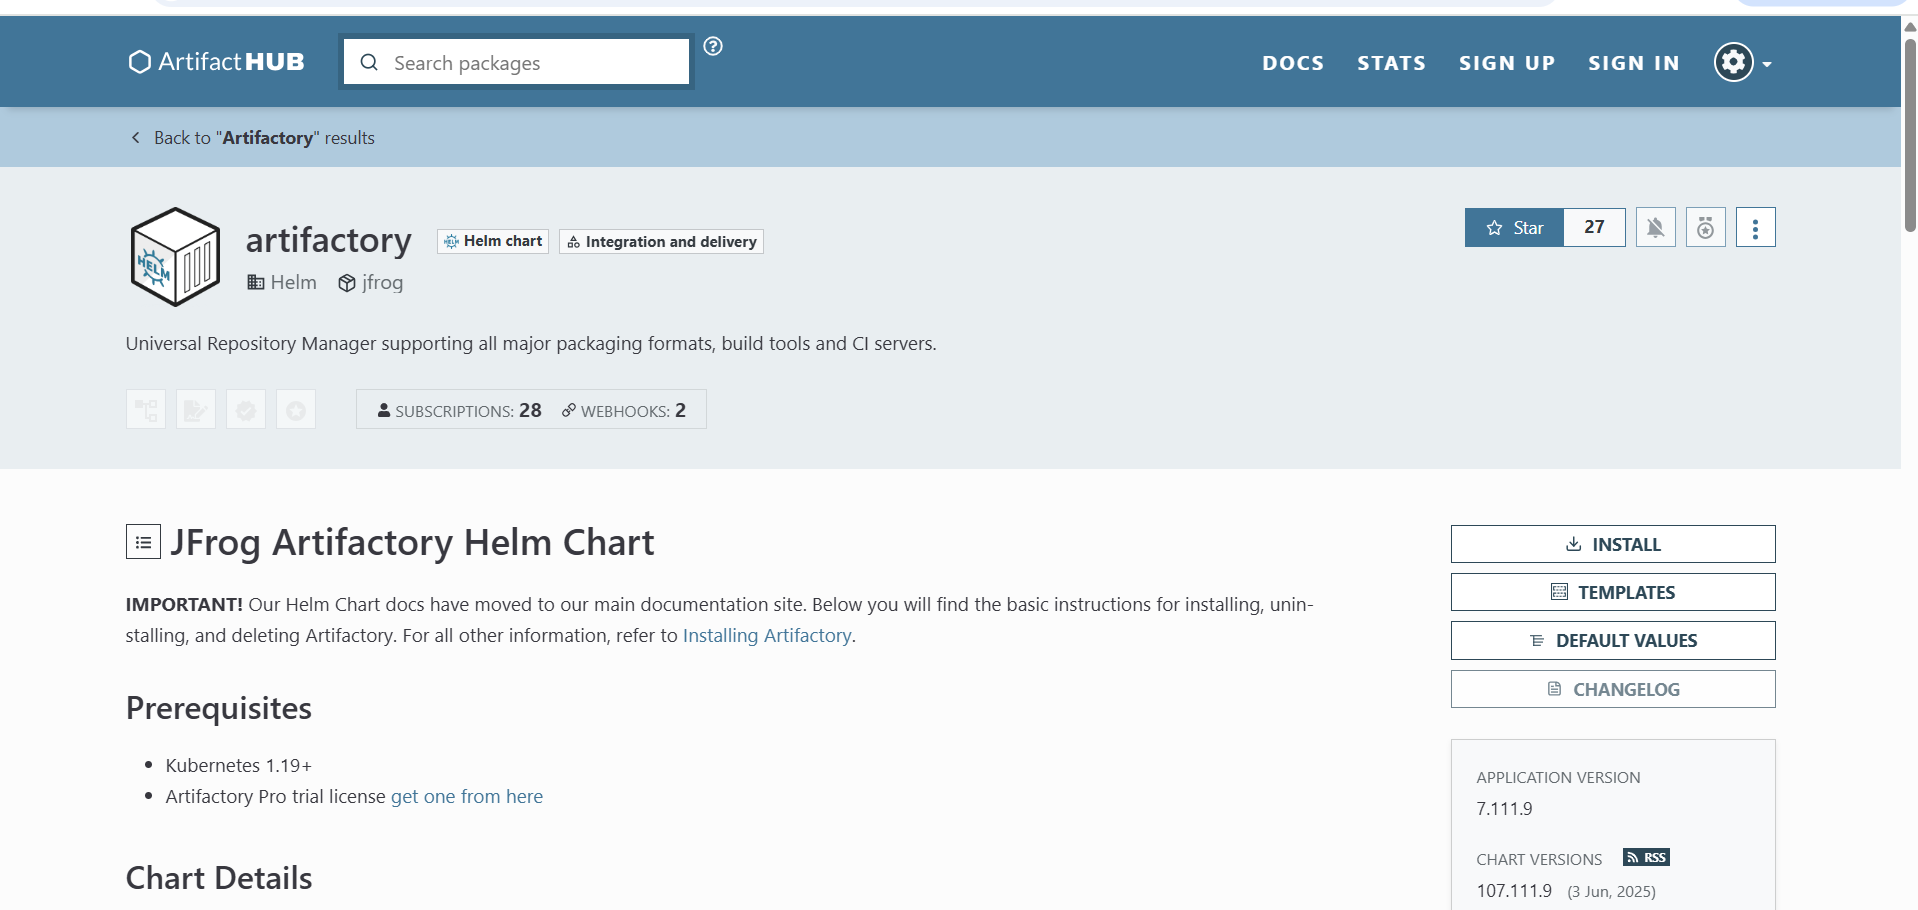 ArtifactHUB
Search packages
DOCS STATS SIGN UP SIGN IN
Back to "Artifactory" results
HELM
artifactory
HELM Helm chart
Integration and delivery
Star 27
Helm jfrog
Universal Repository Manager supporting all major packaging formats, build tools and CI servers.
SUBSCRIPTIONS: 28 WEBHOOKS: 2
JFrog Artifactory Helm Chart
IMPORTANT! Our Helm Chart docs have moved to our main documentation site. Below you will find the basic instructions for installing, unin-
stalling, and deleting Artifactory. For all other information, refer to Installing Artifactory.
Prerequisites
• Kubernetes 1.19+
• Artifactory Pro trial license get one from here
Chart Details
INSTALL
TEMPLATES
DEFAULT VALUES
CHANGELOG
APPLICATION VERSION
7.111.9
CHART VERSIONS RSS
107.111.9 (3 Jun, 2025)